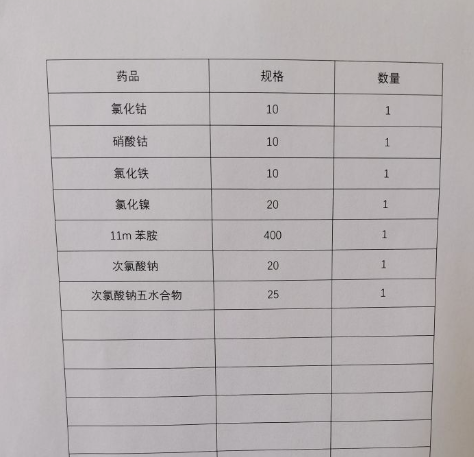 药品 规格 数量
氯化钴 10 1
硝酸钴 10 1
氯化铁 10 1
氯化镍 20 1
11m 苯胺 400 1
次氯酸钠 20 1
次氯酸钠五水合物 25 1